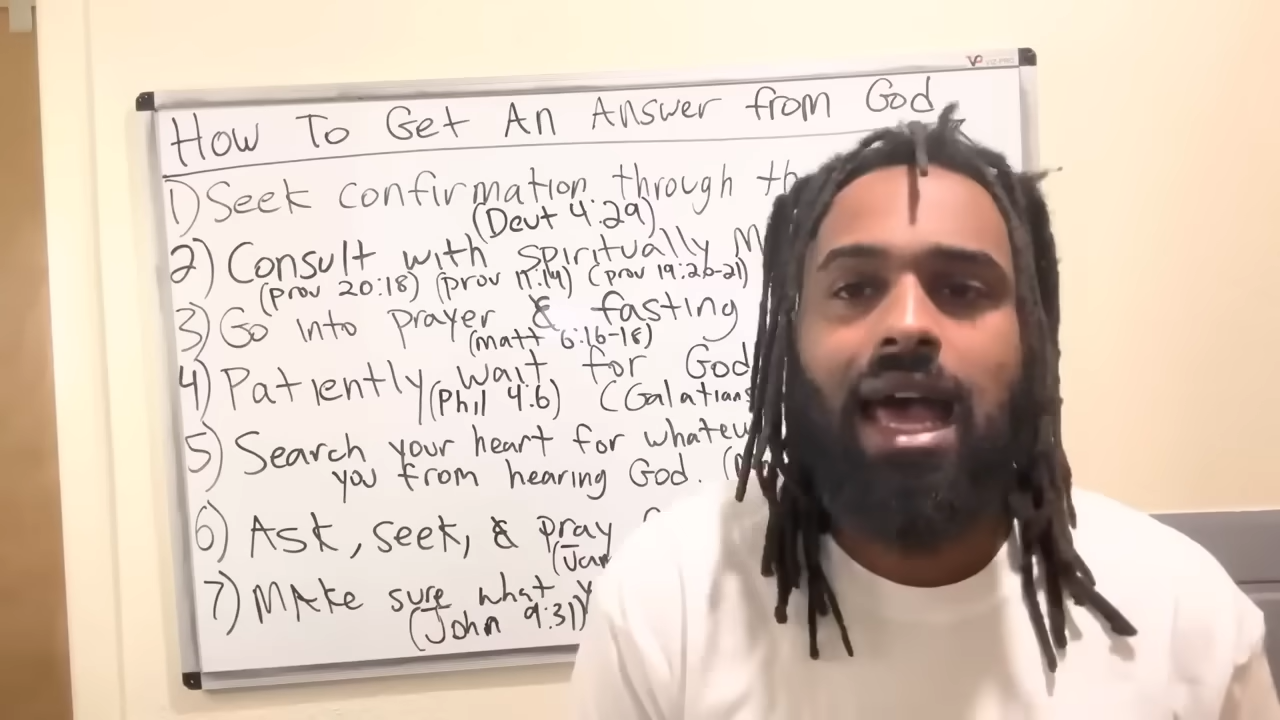 How To Get An Answer from God
1) Seek confirmation through th
(Deut 4:29)
2) Consult with spiritually M
(prov 20:18) (prov 11:14) (prov 19:20-21)
3) Go into prayer & fasting
(matt 6:16-18)
4) Patiently wait for God
(Phil 4:6) (Galatians
5) Search your heart for whatev
you from hearing God.
6) Ask, seek, & pray
(Jam
7) MAke sure what y
(John 9:31)